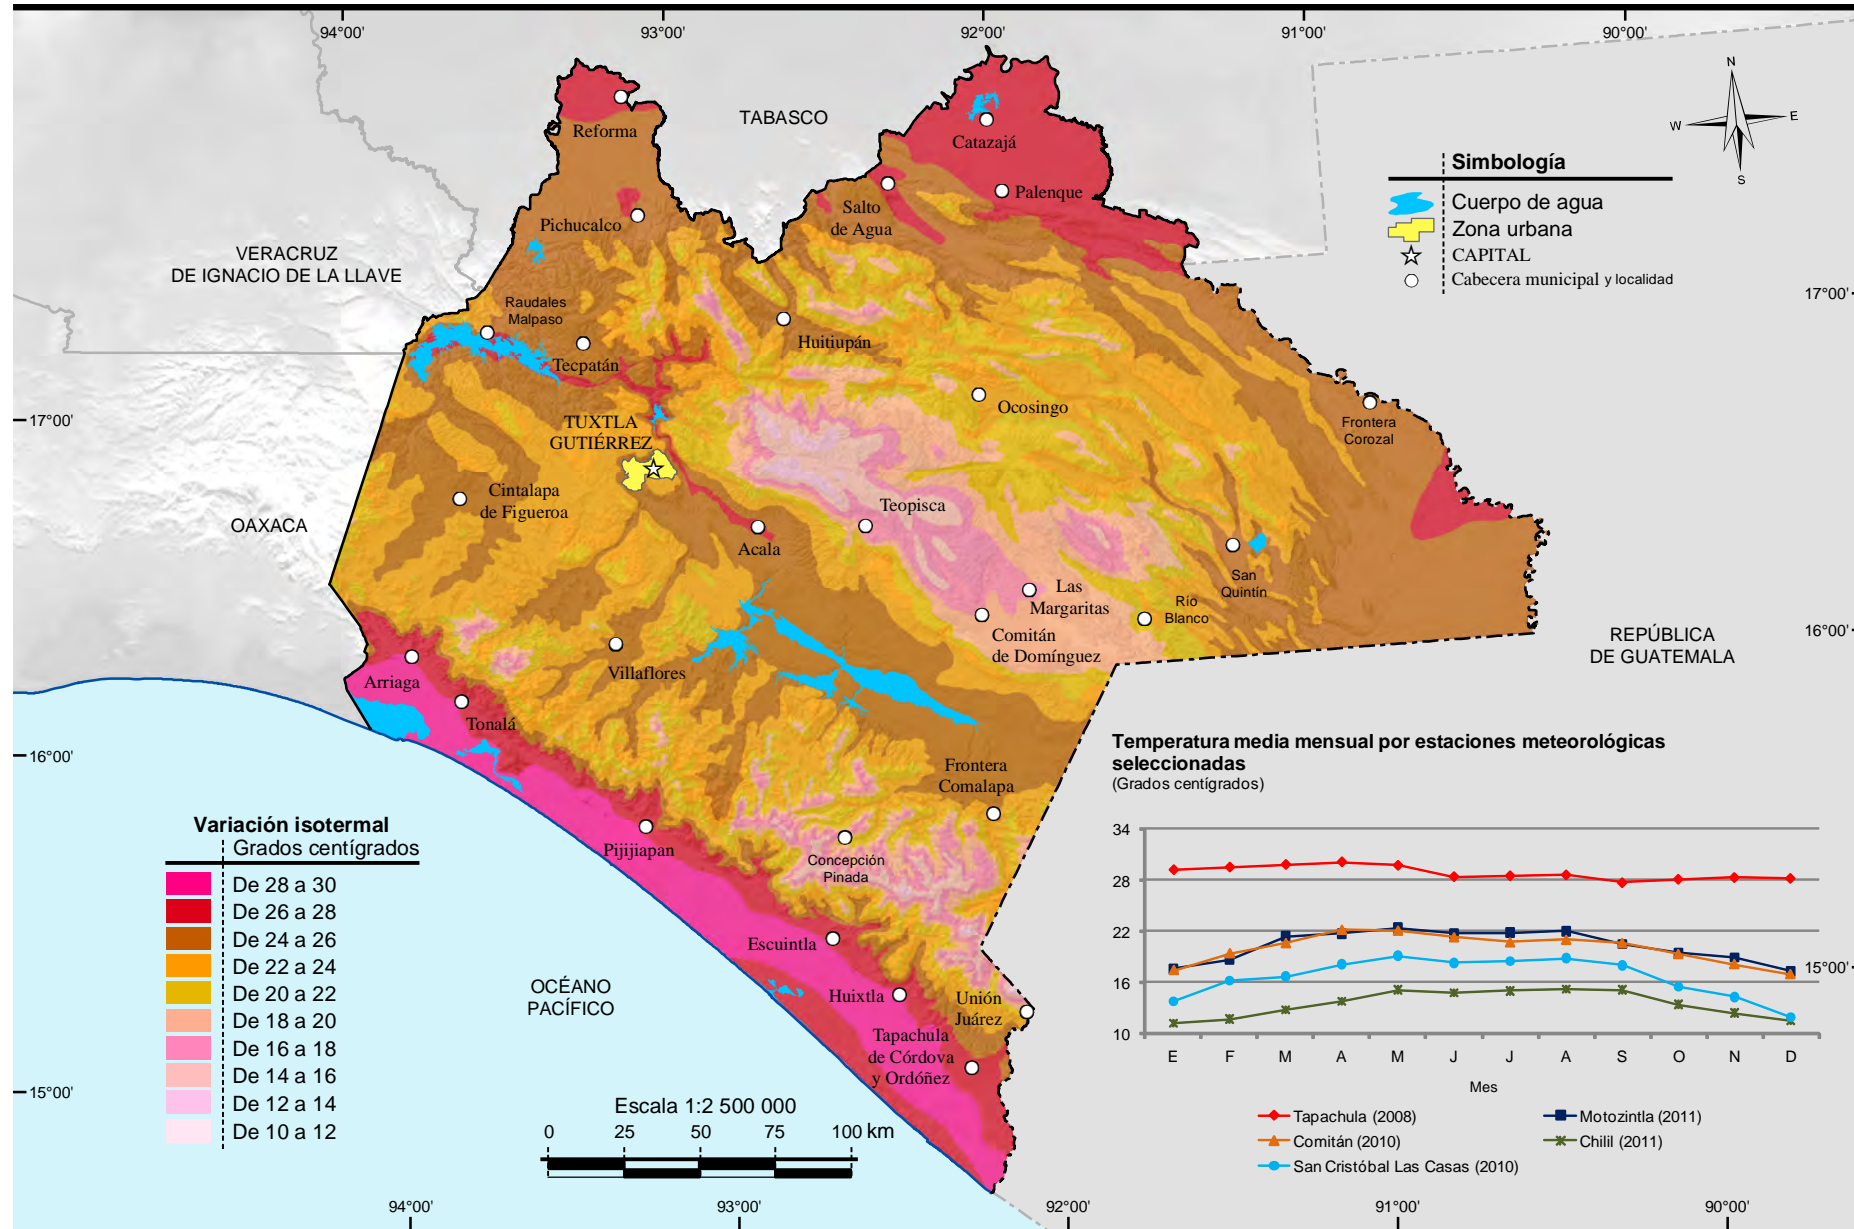 94°00'
93°00'
92°00'
91°00'
90°00'
N
E
W
S
TABASCO
Reforma
Catazajá
Palenque
Salto
de Agua
Pichucalco
VERACRUZ
DE IGNACIO DE LA LLAVE
Simbología
Cuerpo de agua
Zona urbana
CAPITAL
Cabecera municipal y localidad
17°00'
Raudales
Malpaso
Tecpatán
Huitiupán
Ocosingo
Frontera
Corozal
17°00'
TUXTLA
GUTIÉRREZ
Cintalapa
de Figueroa
OAXACA
Acala
Teopisca
San
Quintín
Las
Margaritas
Río
Blanco
Comitán
de Domínguez
16°00'
REPÚBLICA
DE GUATEMALA
Villaflores
Arriaga
Tonalá
16°00'
Frontera
Comalapa
Pijijiapan
Concepción
Pinada
Escuintla
Huixtla
Unión
Juárez
Tapachula
de Córdova
y Ordóñez
OCÉANO
PACÍFICO
15°00'
15°00'
Variación isotermal
Grados centígrados
De 28 a 30
De 26 a 28
De 24 a 26
De 22 a 24
De 20 a 22
De 18 a 20
De 16 a 18
De 14 a 16
De 12 a 14
De 10 a 12
Escala 1:2 500 000
0 25 50 75 100 km
Temperatura media mensual por estaciones meteorológicas
seleccionadas
(Grados centígrados)
34
28
22
16
10
E F M A M J J A S O N D
Mes
Tapachula (2008)
Motozintla (2011)
Comitán (2010)
Chilil (2011)
San Cristóbal Las Casas (2010)
94°00'
93°00'
92°00'
91°00'
90°00'